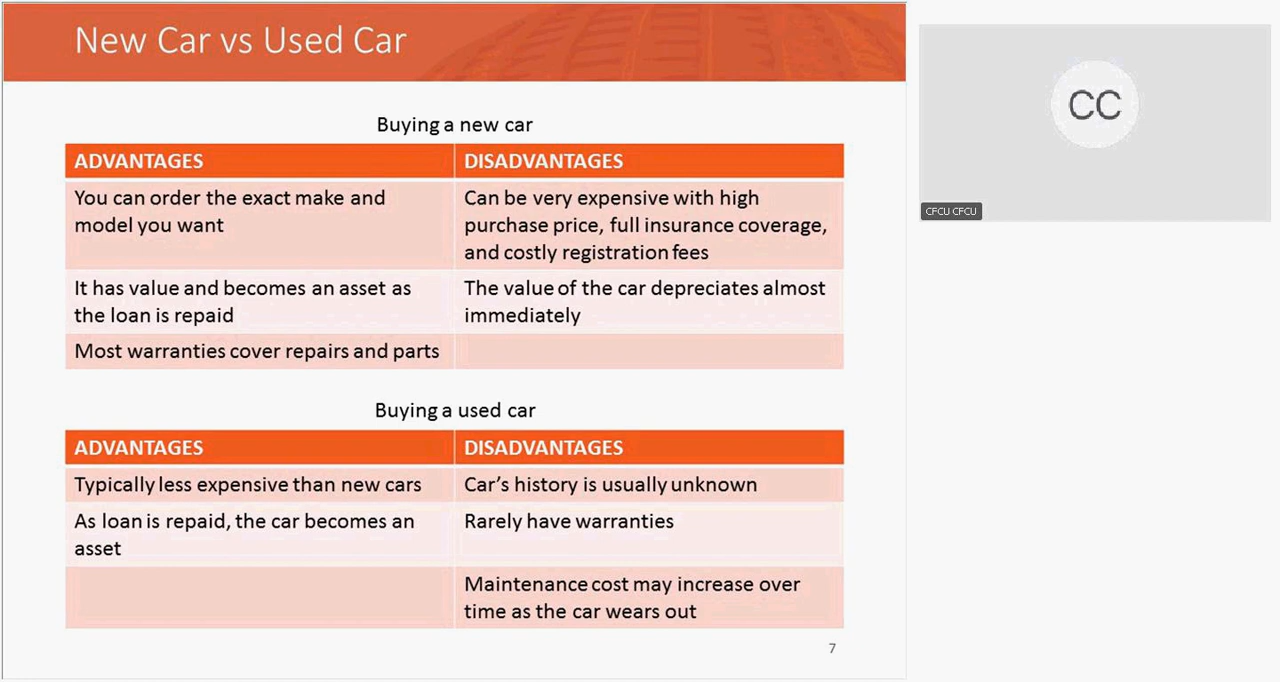 New Car vs Used Car
Buying a new car
ADVANTAGES
DISADVANTAGES
You can order the exact make and
model you want
Can be very expensive with high
purchase price, full insurance coverage,
and costly registration fees
It has value and becomes an asset as
the loan is repaid
The value of the car depreciates almost
immediately
Most warranties cover repairs and parts
Buying a used car
ADVANTAGES
DISADVANTAGES
Typically less expensive than new cars
Car’s history is usually unknown
As loan is repaid, the car becomes an
asset
Rarely have warranties
Maintenance cost may increase over
time as the car wears out
7
CC
CFCU CFCU